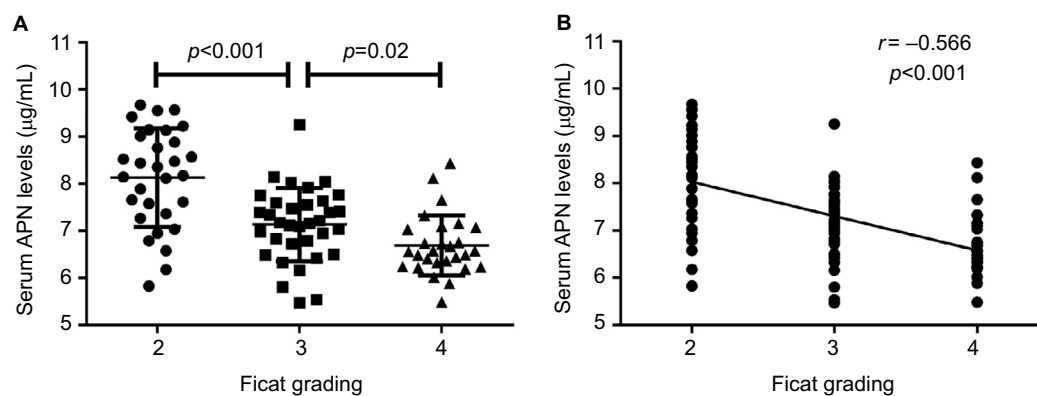 A
p<0.001
p=0.02
Serum APN levels (μg/mL)
11
10
9
8
7
6
5
2
3
4
Ficat grading
B
r= –0.566
p<0.001
Serum APN levels (μg/mL)
11
10
9
8
7
6
5
2
3
4
Ficat grading